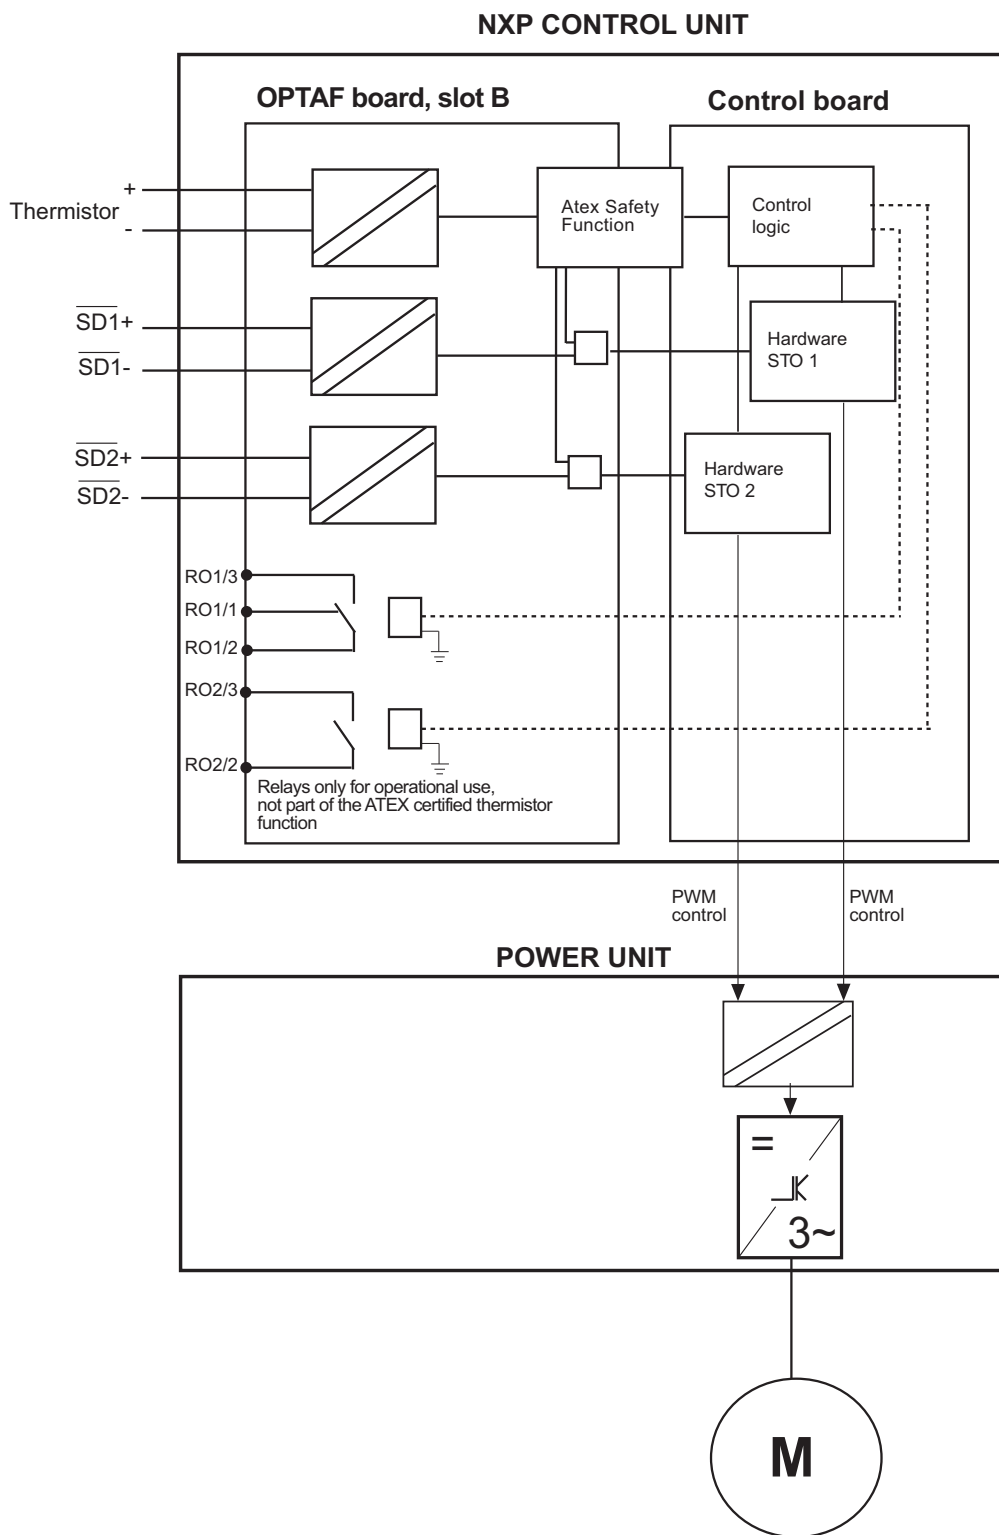 NXP CONTROL UNIT
OPTAF board, slot B
Control board
+
Thermistor
-
Atex Safety
Function
Control
logic
SD1+
SD1-
Hardware
STO 1
SD2+
SD2-
Hardware
STO 2
RO1/3
RO1/1
RO1/2
RO2/3
RO2/2
Relays only for operational use,
not part of the ATEX certified thermistor
function
PWM
control
PWM
control
POWER UNIT
=
3~
M